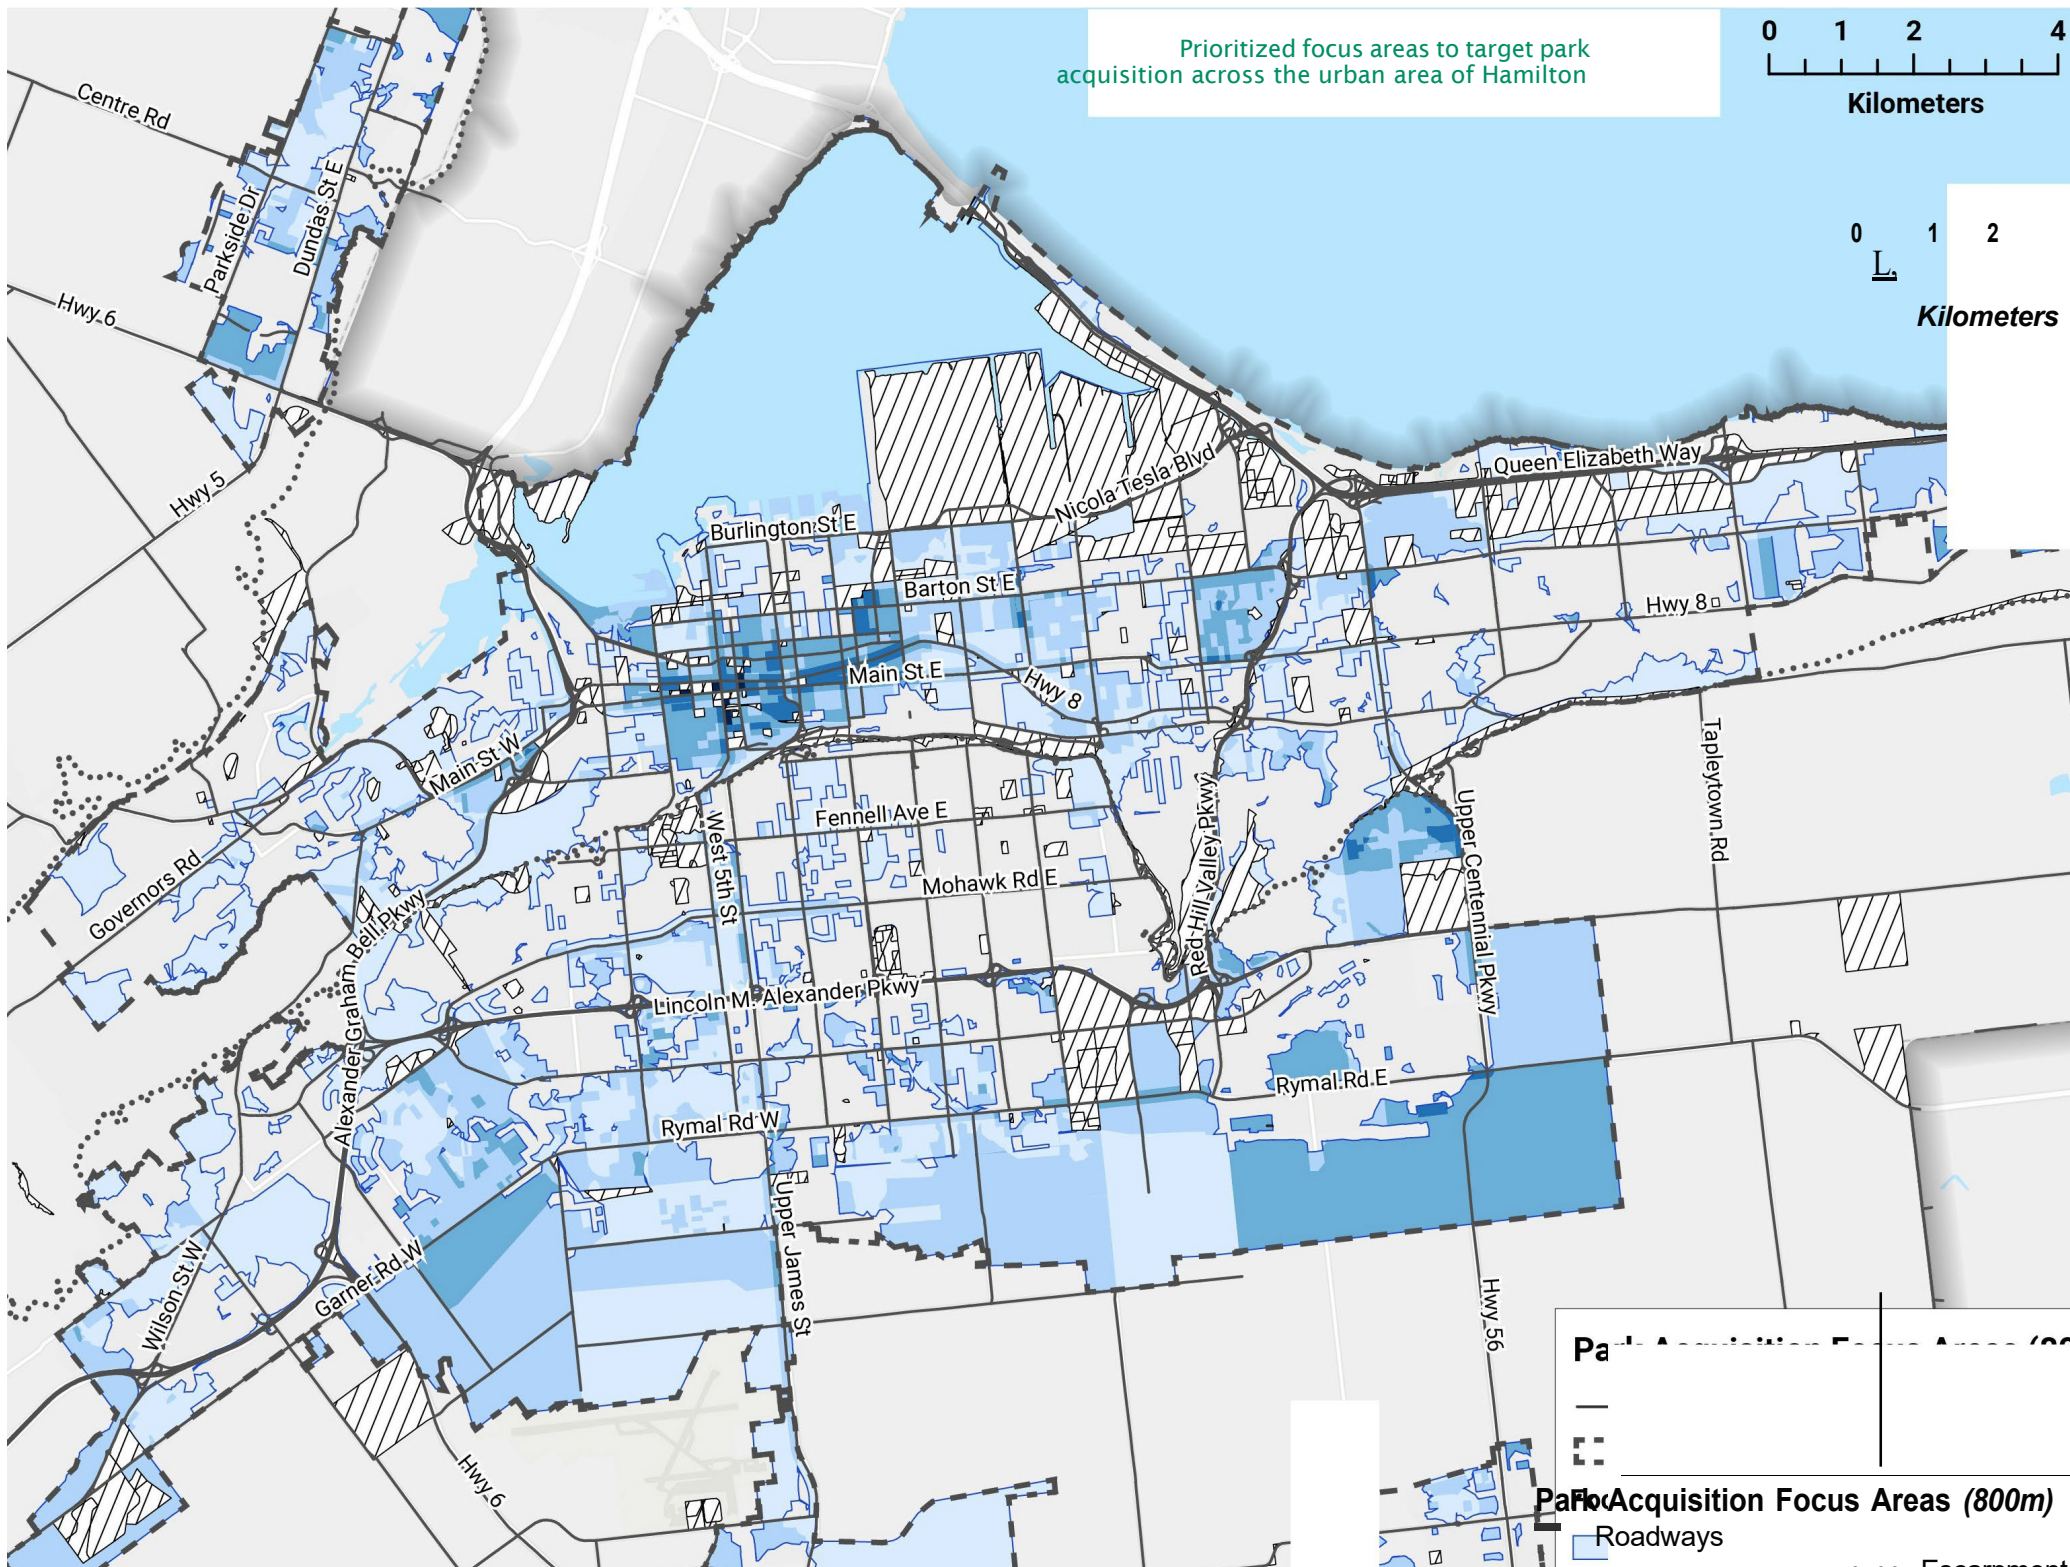 Prioritized focus areas to target park
acquisition across the urban area of Hamilton
0 1 2 4
Kilometers
0 1 2
L,
Kilometers
Centre Rd
Parkside Dr
Dundas St E
Hwy 6
Hwy 5
Burlington St E
Nicola Tesla Blvd
Queen Elizabeth Way
Barton St E
Hwy 8
Main St E
Hwy 8
Main St W
Tapleytown Rd
Fennell Ave E
West 5th St
Red Hill Valley Pkwy
Upper Centennial Pkwy
Governors Rd
Mohawk Rd E
Alexander Graham Bell Pkwy
Lincoln M. Alexander Pkwy
Rymal Rd E
Rymal Rd W
Upper James St
Garner Rd W
Wilson St W
Hwy 56
Hwy 6
Park Acquisition Focus Areas
Park Acquisition Focus Areas (800m)
Roadways